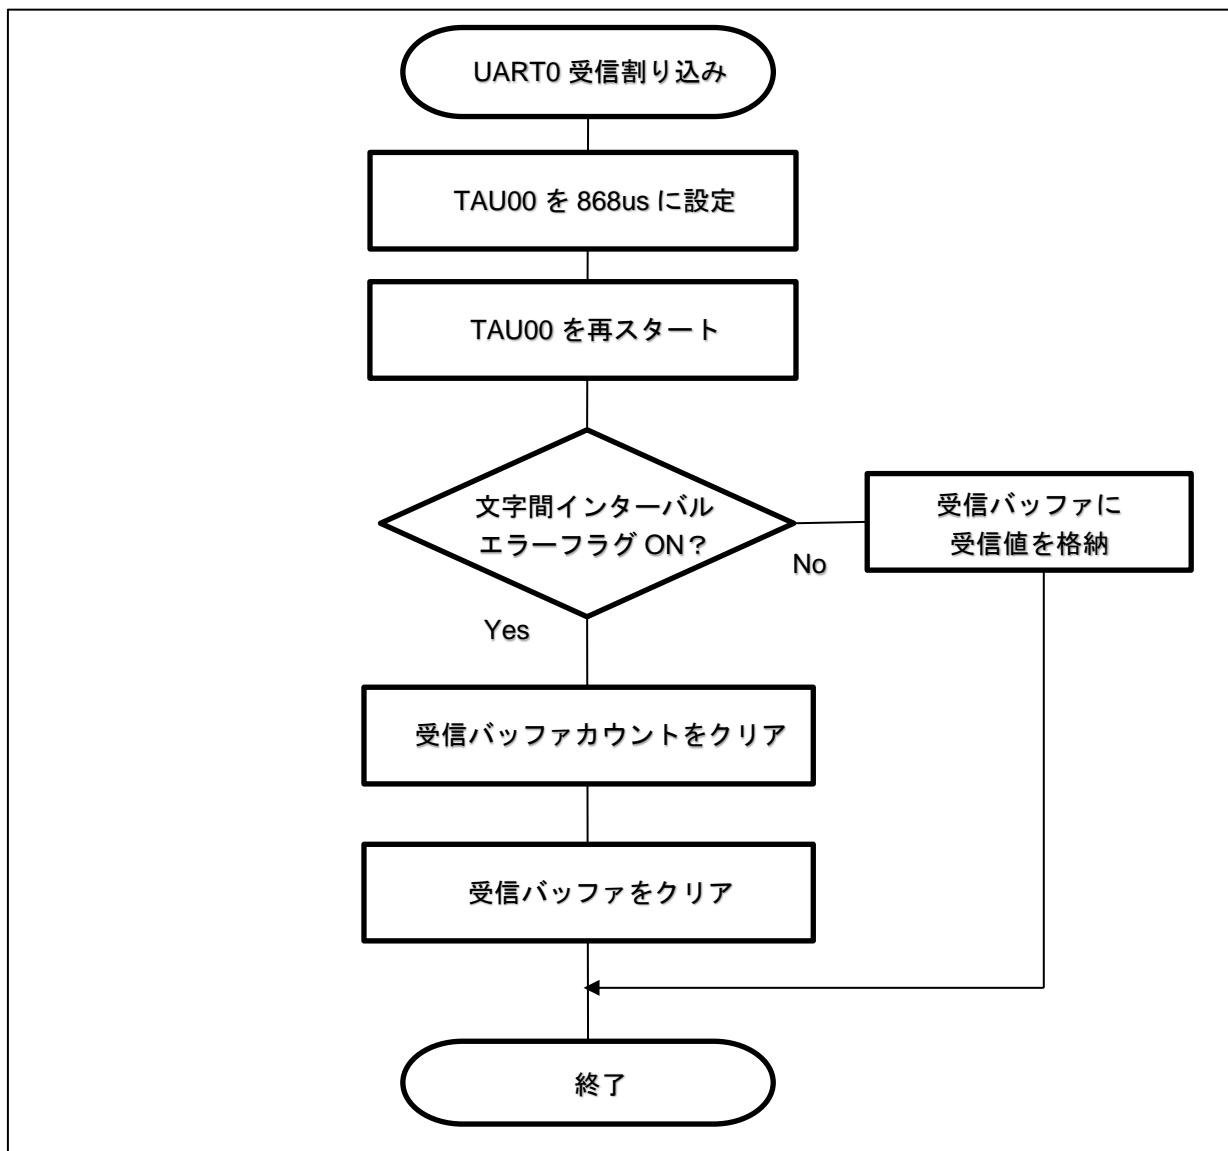 UART0 受信割り込み
TAU00 を 868us に設定
TAU00 を再スタート
文字間インターバル
エラーフラグ ON？
No
受信バッファに
受信値を格納
Yes
受信バッファカウントをクリア
受信バッファをクリア
終了